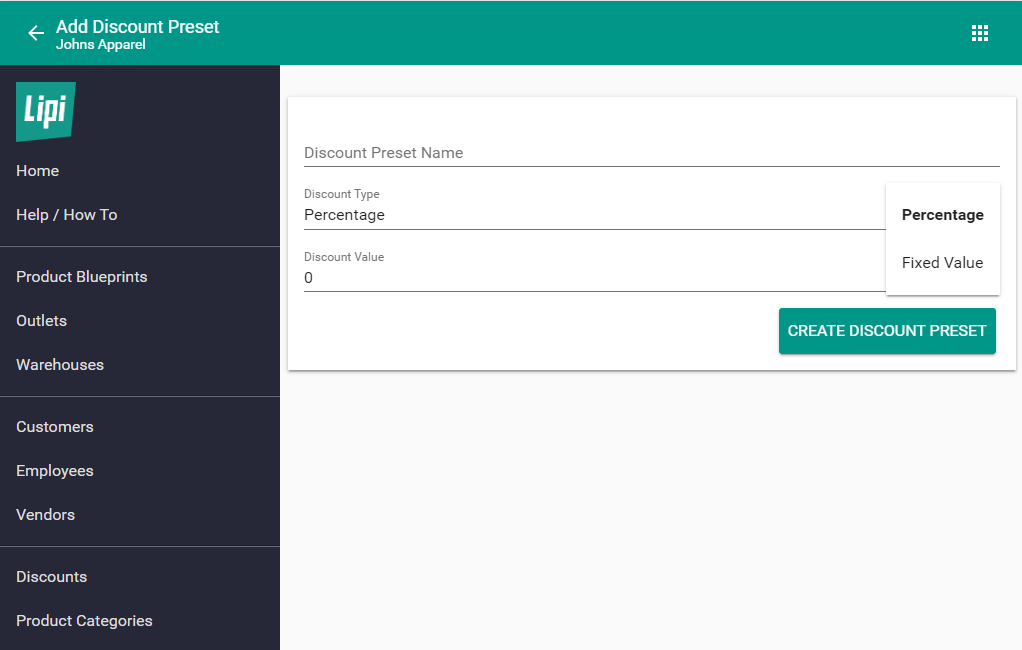 Add Discount Preset
Johns Apparel
Lipi
Home
Help / How To
Product Blueprints
Outlets
Warehouses
Customers
Employees
Vendors
Discounts
Product Categories
Discount Preset Name
Discount Type
Percentage
Percentage
Fixed Value
Discount Value
0
CREATE DISCOUNT PRESET